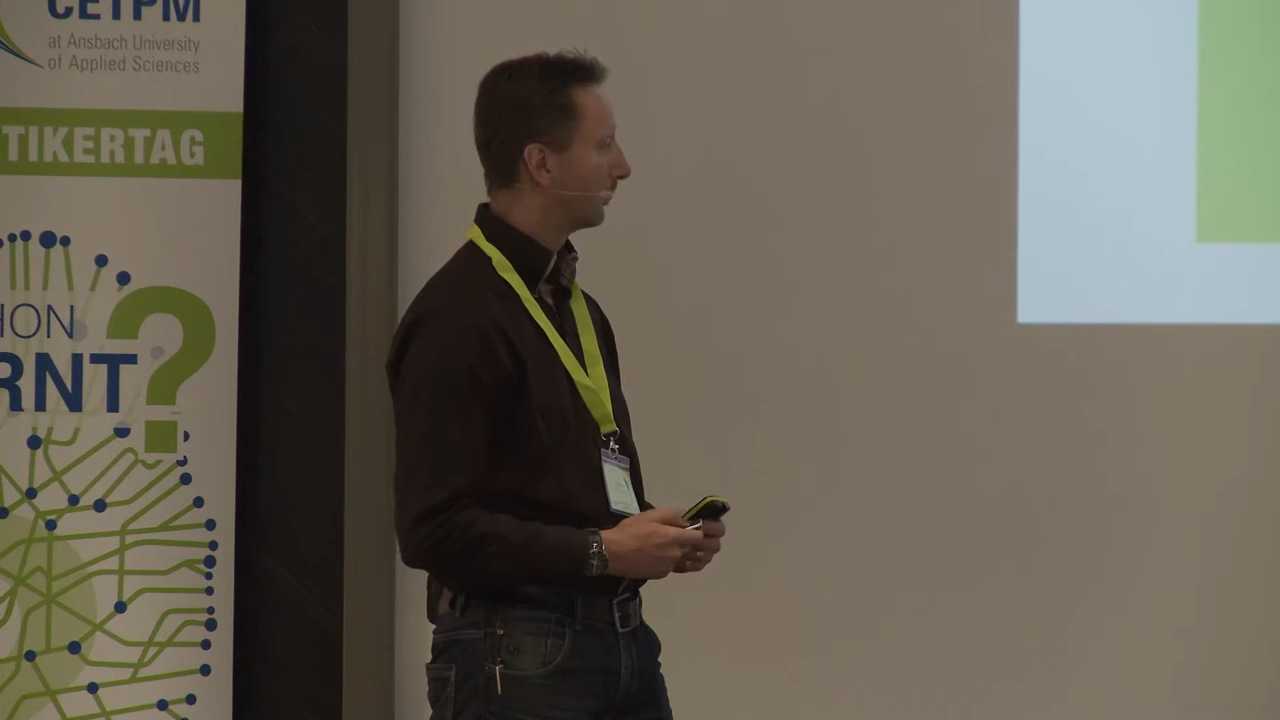 CETPM
at Ansbach University
of Applied Sciences
TIKERTAG
HON
RNT?